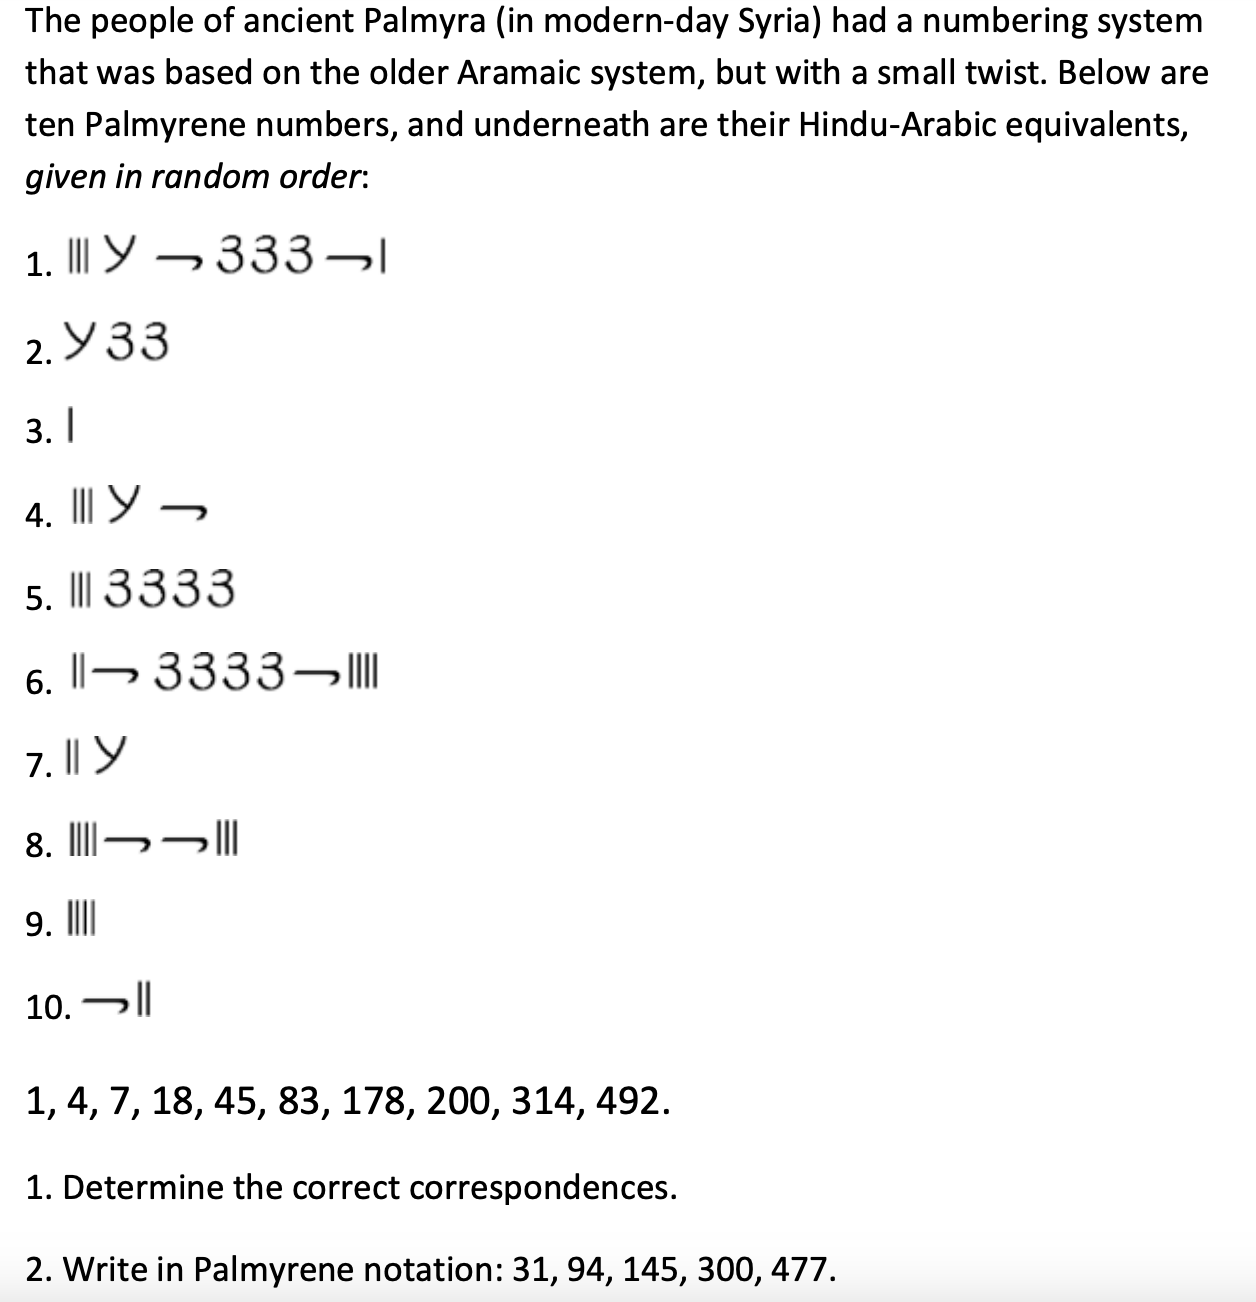 The people of ancient Palmyra (in modern-day Syria) had a numbering system
that was based on the older Aramaic system, but with a small twist. Below are
ten Palmyrene numbers, and underneath are their Hindu-Arabic equivalents,
given in random order:
1. ||| У ¬ 333 ¬ |
2. У 33
3. |
4. ||| У ¬
5. ||| 3333
6. || ¬ 3333 ¬ ||||
7. || У
8. |||| ¬ ¬ |||
9. ||||
10. ¬ ||
1, 4, 7, 18, 45, 83, 178, 200, 314, 492.
1. Determine the correct correspondences.
2. Write in Palmyrene notation: 31, 94, 145, 300, 477.